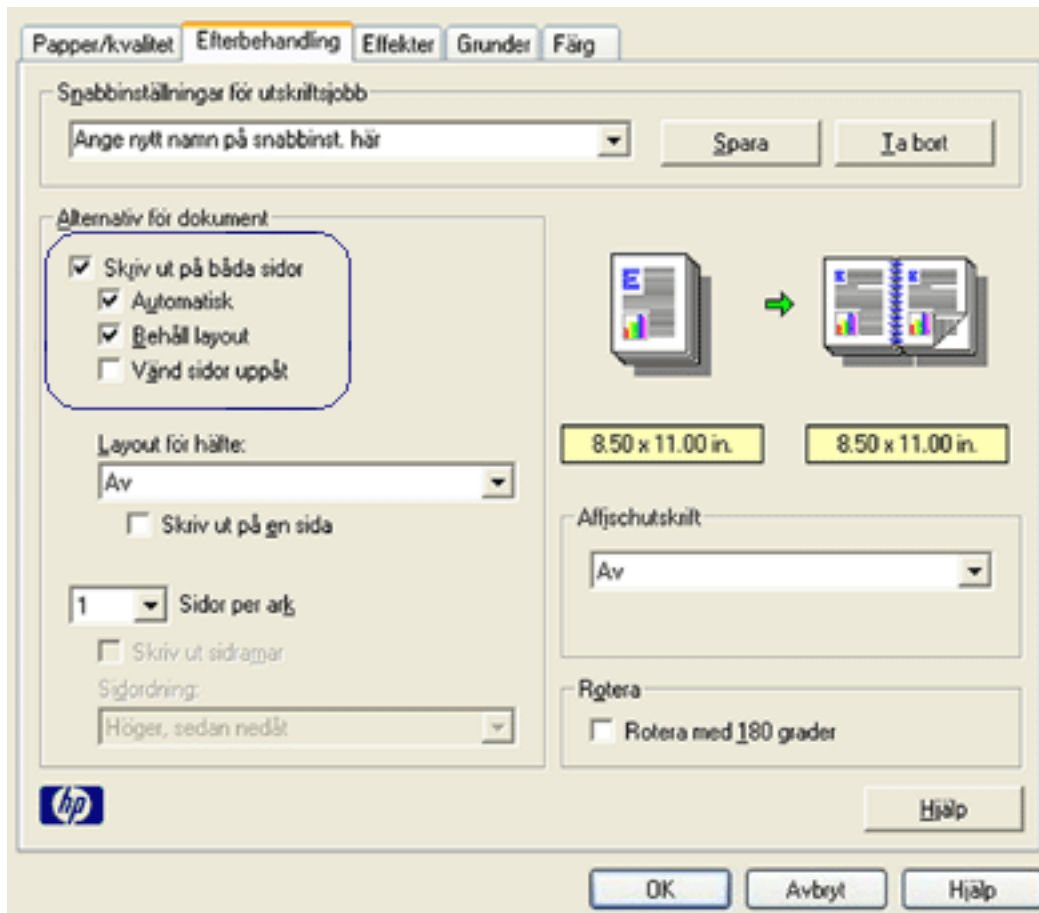 Papper/kvalitet Efterbehandling Effekter Grunder Färg
Snabbinställningar för utskriftsjobb
Ange nytt namn på snabbinst. här Spara Ta bort
Alternativ för dokument
Skriv ut på båda sidor
Automatisk
Behåll layout
Vänd sidor uppåt
Layout för häfte:
Av
Skriv ut på en sida
1 Sidor per ark
Skriv ut sidramar
Sidordning:
Höger, sedan nedåt
8.50 x 11.00 in. 8.50 x 11.00 in.
Affischutskrift
Av
Rotera
Rotera med 180 grader
hp
Hjälp
OK Avbryt Hjälp